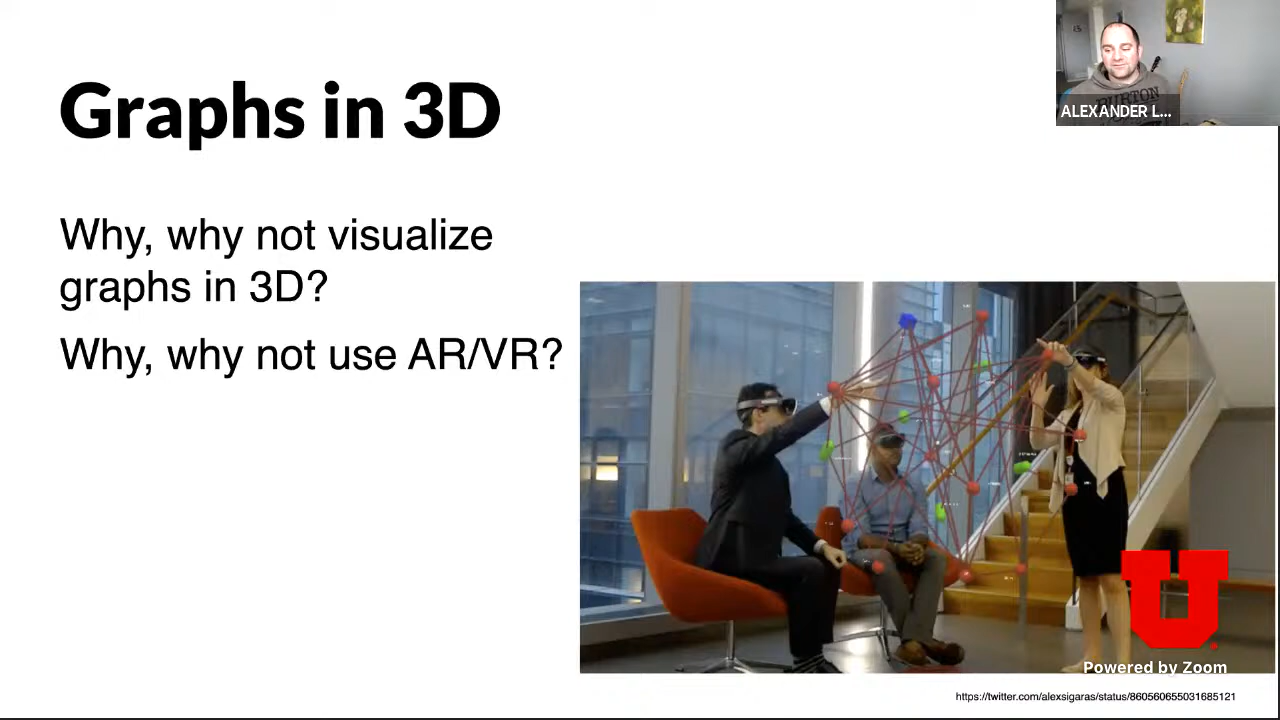 Graphs in 3D
Why, why not visualize
graphs in 3D?
Why, why not use AR/VR?
BURTON
ALEXANDER L...
U
Powered by Zoom
https://twitter.com/alexsigaras/status/860560655031685121